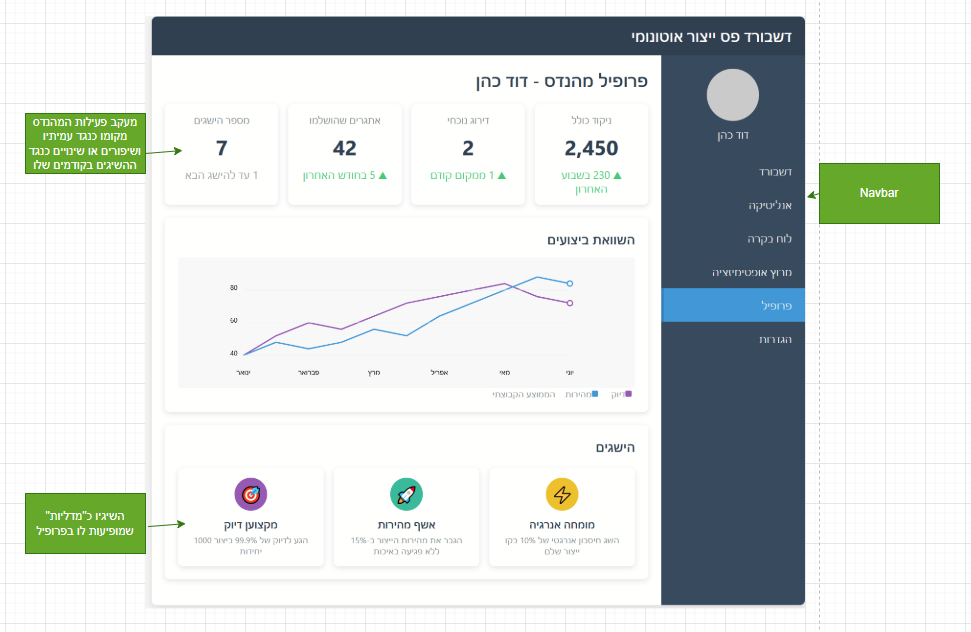 דשבורד פס ייצור אוטונומי
דוד כהן
דשבורד
אנליטיקה
לוח בקרה
מרוץ אופטימיזציה
פרופיל
הגדרות
Navbar
פרופיל מהנדס - דוד כהן
ניקוד כולל
2,450
▲ 230 בשבוע
האחרון
דירוג נוכחי
2
▲ 1 ממקום קודם
אתגרים שהושלמו
42
▲ 5 בחודש האחרון
מספר הישגים
7
1 עד להישג הבא
מעקב פעילות המהנדס
מקומו כנגד עמיתיו
ושיפורים או שינויים כנגד
ההשיגים בקודמים שלו
השוואת ביצועים
80
60
40
ינואר
פברואר
מרץ
אפריל
מאי
יוני
דיוק
מהירות
הממוצע הקבוצתי
הישגים
מומחה אנרגיה
השג חיסכון אנרגטי של 10% בקו
ייצור שלם
אשף מהירות
הגבר את מהירות הייצור ב-15%
ללא פגיעה באיכות
מקצוען דיוק
הגע לדיוק של 99.9% ביצור 1000
יחידות
השיגיו כ"מדליות"
שמופיעות לו בפרופיל